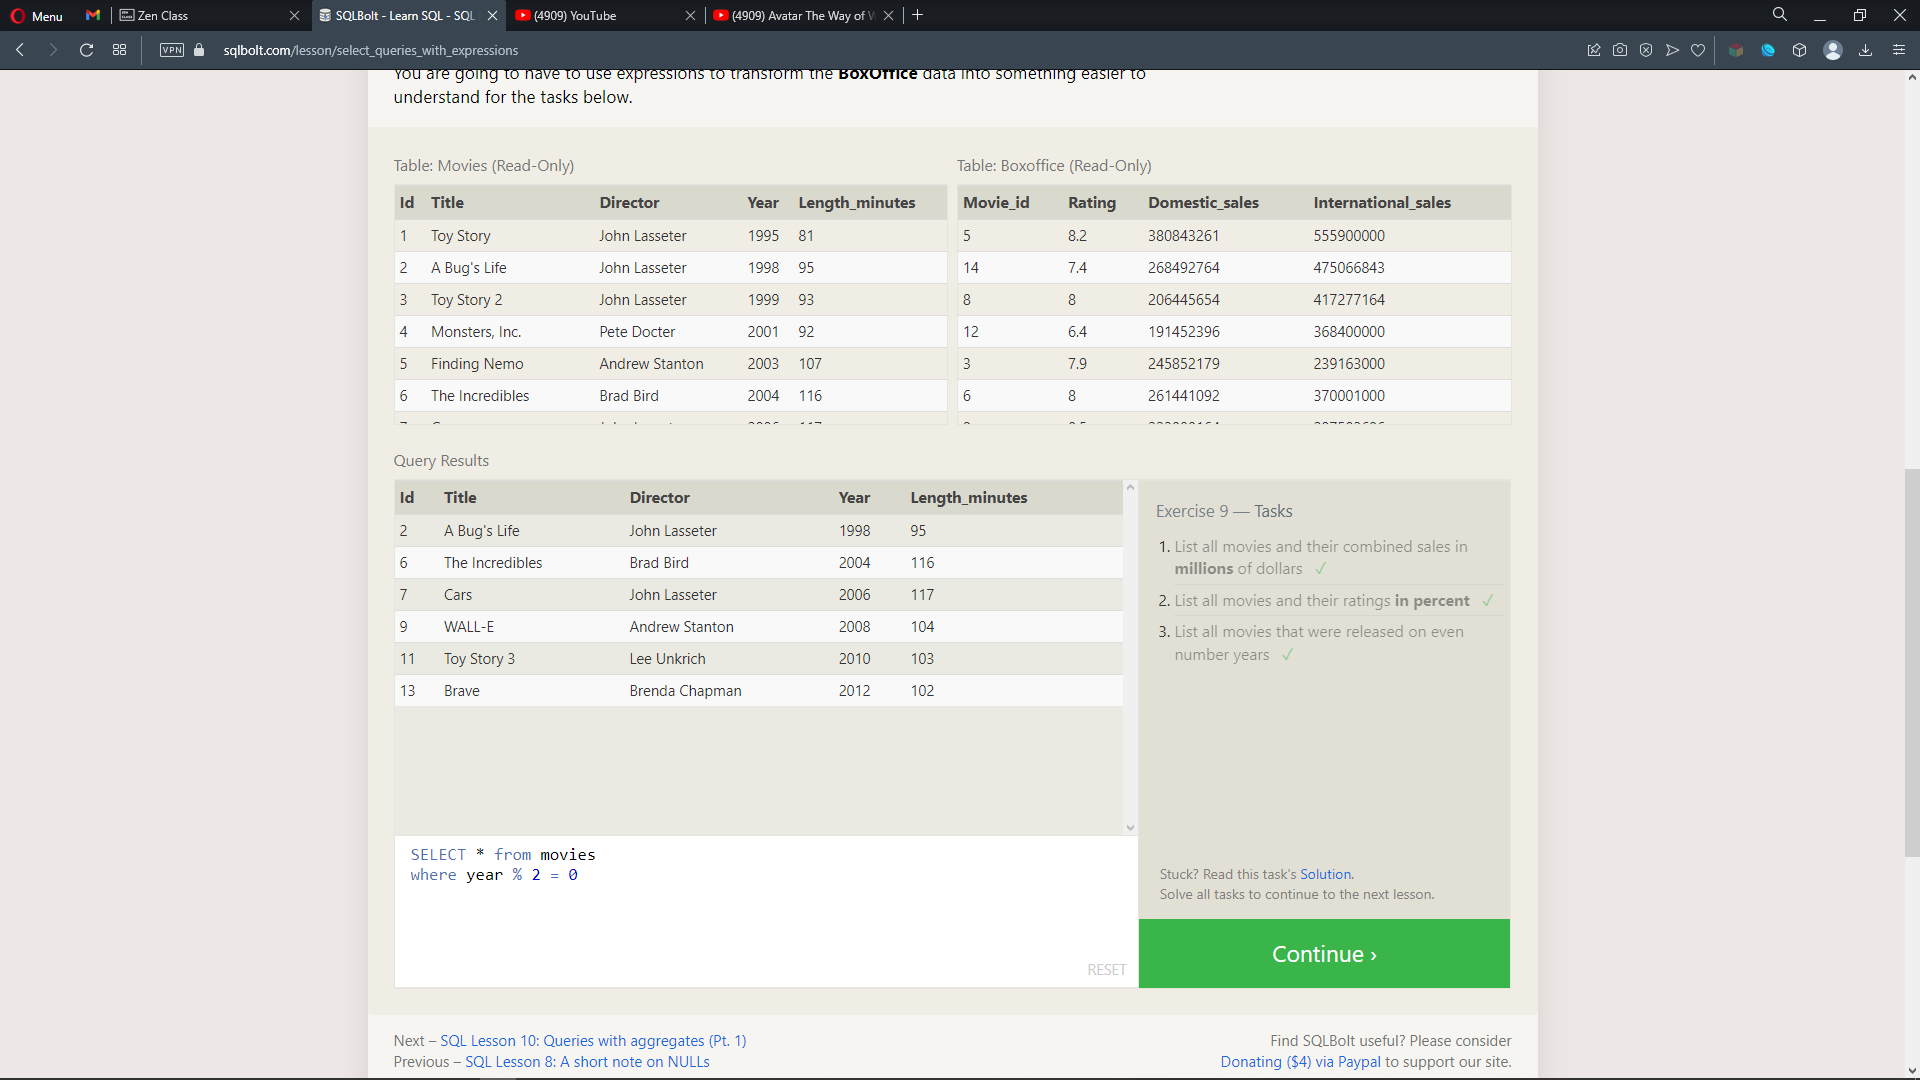 Menu
Zen Class
SQLBolt - Learn SQL - SQL
(4909) YouTube
(4909) Avatar The Way of W
VPN
sqlbolt.com/lesson/select_queries_with_expressions
You are going to have to use expressions to transform the BoxOffice data into something easier to
understand for the tasks below.
Table: Movies (Read-Only)
Id Title Director Year Length_minutes
1 Toy Story John Lasseter 1995 81
2 A Bug's Life John Lasseter 1998 95
3 Toy Story 2 John Lasseter 1999 93
4 Monsters, Inc. Pete Docter 2001 92
5 Finding Nemo Andrew Stanton 2003 107
6 The Incredibles Brad Bird 2004 116
Table: Boxoffice (Read-Only)
Movie_id Rating Domestic_sales International_sales
5 8.2 380843261 555900000
14 7.4 268492764 475066843
8 8 206445654 417277164
12 6.4 191452396 368400000
3 7.9 245852179 239163000
6 8 261441092 370001000
Query Results
Id Title Director Year Length_minutes
2 A Bug's Life John Lasseter 1998 95
6 The Incredibles Brad Bird 2004 116
7 Cars John Lasseter 2006 117
9 WALL-E Andrew Stanton 2008 104
11 Toy Story 3 Lee Unkrich 2010 103
13 Brave Brenda Chapman 2012 102
SELECT * from movies
where year % 2 = 0
RESET
Exercise 9 — Tasks
1. List all movies and their combined sales in
millions of dollars ✓
2. List all movies and their ratings in percent ✓
3. List all movies that were released on even
number years ✓
Stuck? Read this task's Solution.
Solve all tasks to continue to the next lesson.
Continue ›
Next – SQL Lesson 10: Queries with aggregates (Pt. 1)
Previous – SQL Lesson 8: A short note on NULLs
Find SQLBolt useful? Please consider
Donating ($4) via Paypal to support our site.